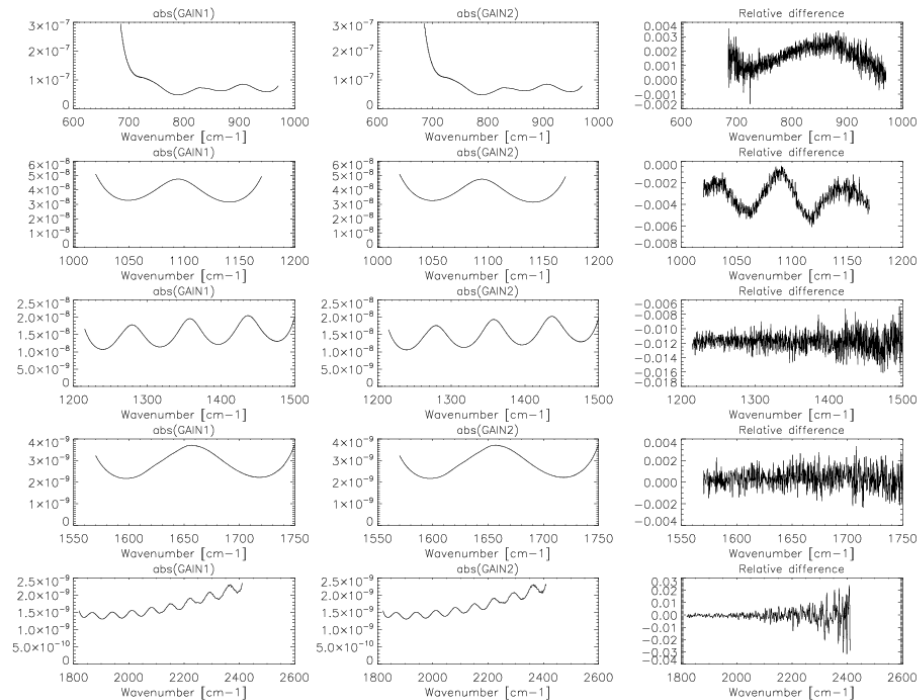 abs(GAIN1) abs(GAIN2) Relative difference
3×10⁻⁷ 3×10⁻⁷ 0.004
0.003
2×10⁻⁷ 2×10⁻⁷ 0.002
0.001
1×10⁻⁷ 1×10⁻⁷ 0.000
−0.001
0 0 −0.002
600 700 800 900 1000 600 700 800 900 1000 600 700 800 900 1000
Wavenumber [cm−1] Wavenumber [cm−1] Wavenumber [cm−1]
abs(GAIN1) abs(GAIN2) Relative difference
6×10⁻⁸ 6×10⁻⁸ 0.000
5×10⁻⁸ 5×10⁻⁸ −0.002
4×10⁻⁸ 4×10⁻⁸
3×10⁻⁸ 3×10⁻⁸ −0.004
2×10⁻⁸ 2×10⁻⁸
1×10⁻⁸ 1×10⁻⁸ −0.006
0 0 −0.008
1000 1050 1100 1150 1200 1000 1050 1100 1150 1200 1000 1050 1100 1150 1200
Wavenumber [cm−1] Wavenumber [cm−1] Wavenumber [cm−1]
abs(GAIN1) abs(GAIN2) Relative difference
2.5×10⁻⁸ 2.5×10⁻⁸ −0.006
2.0×10⁻⁸ 2.0×10⁻⁸ −0.008
1.5×10⁻⁸ 1.5×10⁻⁸ −0.010
1.0×10⁻⁸ 1.0×10⁻⁸ −0.012
−0.014
5.0×10⁻⁹ 5.0×10⁻⁹ −0.016
0 0 −0.018
1200 1300 1400 1500 1200 1300 1400 1500 1200 1300 1400 1500
Wavenumber [cm−1] Wavenumber [cm−1] Wavenumber [cm−1]
abs(GAIN1) abs(GAIN2) Relative difference
4×10⁻⁹ 4×10⁻⁹ 0.004
3×10⁻⁹ 3×10⁻⁹ 0.002
2×10⁻⁹ 2×10⁻⁹ 0.000
1×10⁻⁹ 1×10⁻⁹ −0.002
0 0 −0.004
1550 1600 1650 1700 1750 1550 1600 1650 1700 1750 1550 1600 1650 1700 1750
Wavenumber [cm−1] Wavenumber [cm−1] Wavenumber [cm−1]
abs(GAIN1) abs(GAIN2) Relative difference
2.5×10⁻⁹ 2.5×10⁻⁹ 0.03
2.0×10⁻⁹ 2.0×10⁻⁹ 0.02
0.01
1.5×10⁻⁹ 1.5×10⁻⁹ 0.00
1.0×10⁻⁹ 1.0×10⁻⁹ −0.01
−0.02
5.0×10⁻¹⁰ 5.0×10⁻¹⁰ −0.03
0 0 −0.04
1800 2000 2200 2400 2600 1800 2000 2200 2400 2600 1800 2000 2200 2400 2600
Wavenumber [cm−1] Wavenumber [cm−1] Wavenumber [cm−1]